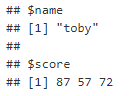 ## $name
## [1] "toby"
##
## $score
## [1] 87 57 72